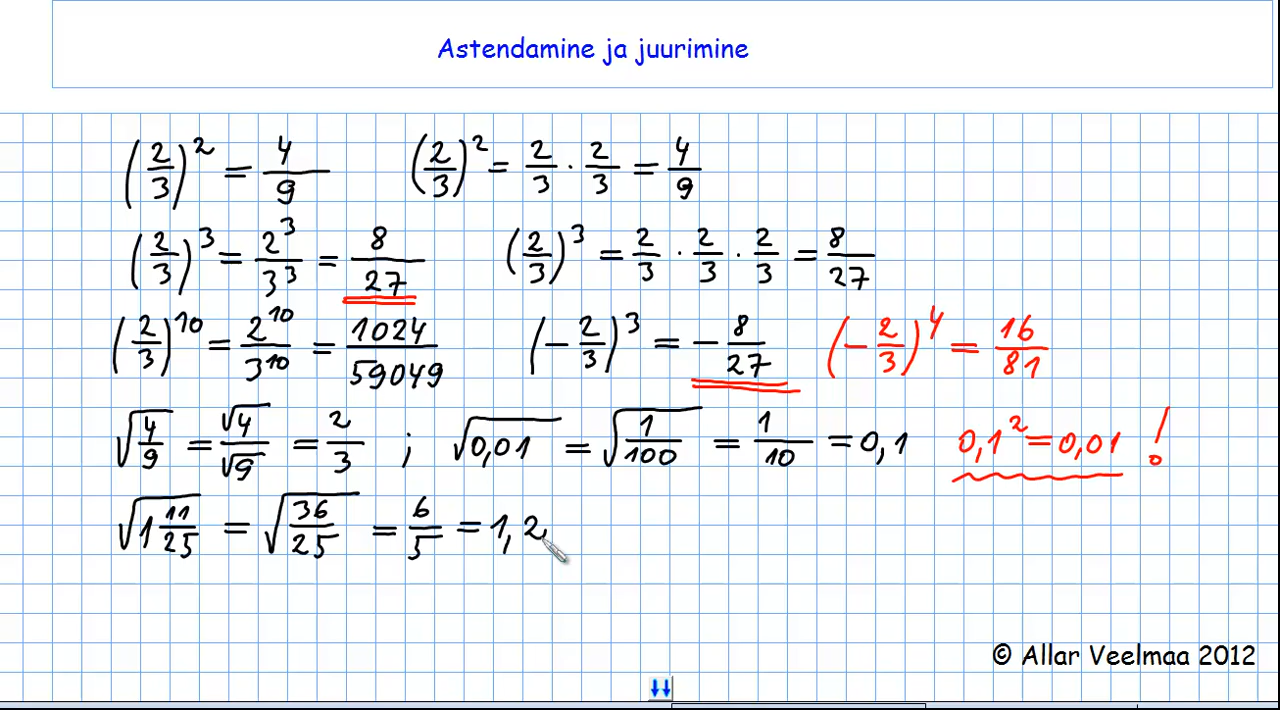 Astendamine ja juurimine
(2/3)² = 4/9 (2/3)² = 2/3 · 2/3 = 4/9
(2/3)³ = 2³/3³ = 8/27 (2/3)³ = 2/3 · 2/3 · 2/3 = 8/27
(2/3)¹⁰ = 2¹⁰/3¹⁰ = 1024/59049 (-2/3)³ = -8/27 (-2/3)⁴ = 16/81
√(4/9) = √4/√9 = 2/3 ; √(0,01) = √(1/100) = 1/10 = 0,1 0,1² = 0,01 !
√(1 11/25) = √(36/25) = 6/5 = 1,2
© Allar Veelmaa 2012